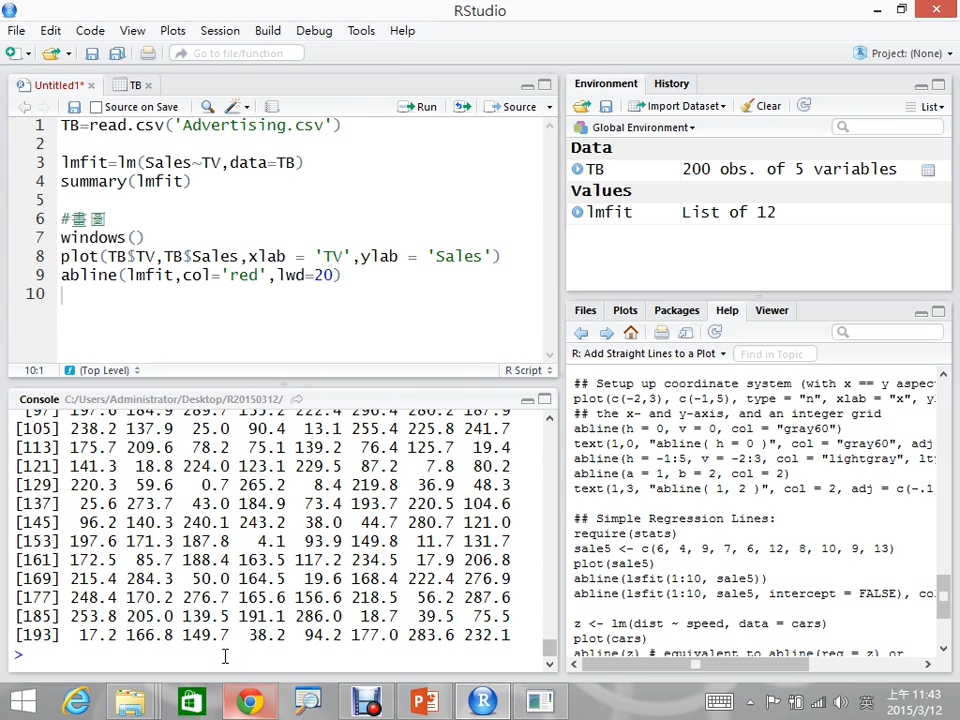 RStudio
File Edit Code View Plots Session Build Debug Tools Help
Go to file/function
Project: (None)
Untitled1* TB
Source on Save Run Source
1 TB=read.csv('Advertising.csv')
2
3 lmfit=lm(Sales~TV,data=TB)
4 summary(lmfit)
5
6 #畫圖
7 windows()
8 plot(TB$TV,TB$Sales,xlab = 'TV',ylab = 'Sales')
9 abline(lmfit,col='red',lwd=20)
10
10:1 (Top Level) R Script
Console C:/Users/Administrator/Desktop/R20150312/
[97] 197.6 184.9 289.7 135.2 222.4 296.4 280.2 187.9
[105] 238.2 137.9 25.0 90.4 13.1 255.4 225.8 241.7
[113] 175.7 209.6 78.2 75.1 139.2 76.4 125.7 19.4
[121] 141.3 18.8 224.0 123.1 229.5 87.2 7.8 80.2
[129] 220.3 59.6 0.7 265.2 8.4 219.8 36.9 48.3
[137] 25.6 273.7 43.0 184.9 73.4 193.7 220.5 104.6
[145] 96.2 140.3 240.1 243.2 38.0 44.7 280.7 121.0
[153] 197.6 171.3 187.8 4.1 93.9 149.8 11.7 131.7
[161] 172.5 85.7 188.4 163.5 117.2 234.5 17.9 206.8
[169] 215.4 284.3 50.0 164.5 19.6 168.4 222.4 276.9
[177] 248.4 170.2 276.7 165.6 156.6 218.5 56.2 287.6
[185] 253.8 205.0 139.5 191.1 286.0 18.7 39.5 75.5
[193] 17.2 166.8 149.7 38.2 94.2 177.0 283.6 232.1
>
Environment History
Import Dataset Clear List
Global Environment
Data
TB 200 obs. of 5 variables
Values
lmfit List of 12
Files Plots Packages Help Viewer
R: Add Straight Lines to a Plot Find in Topic
## Setup up coordinate system (with x == y aspec
plot(c(-2,3), c(-1,5), type = "n", xlab = "x", y
## the x- and y-axis, and an integer grid
abline(h = 0, v = 0, col = "gray60")
text(1,0, "abline( h = 0 )", col = "gray60", adj
abline(h = -1:5, v = -2:3, col = "lightgray", lt
abline(a = 1, b = 2, col = 2)
text(1,3, "abline( 1, 2 )", col = 2, adj = c(-.1
## Simple Regression Lines:
require(stats)
sale5 <- c(6, 4, 9, 7, 6, 12, 8, 10, 9, 13)
plot(sale5)
abline(lsfit(1:10, sale5))
abline(lsfit(1:10, sale5, intercept = FALSE), co
z <- lm(dist ~ speed, data = cars)
plot(cars)
abline(z) # equivalent to abline(reg = z) or
英
上午 11:43
2015/3/12